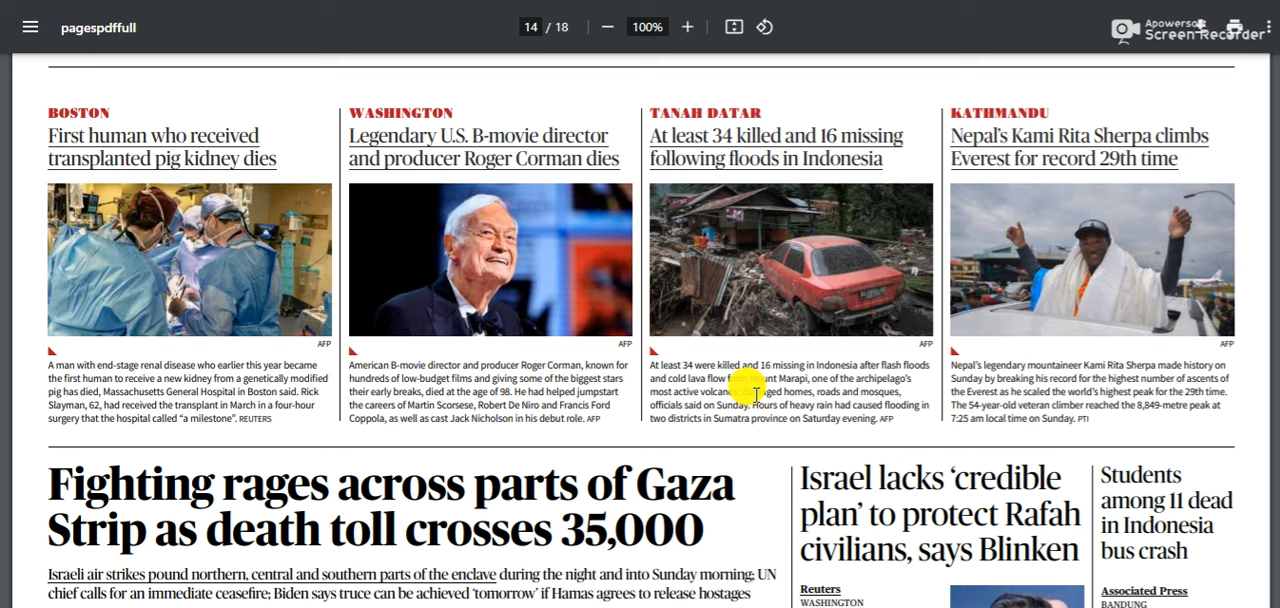 pagespdffull
14 / 18
100%
Apowersoft
Screen Recorder
BOSTON
First human who received
transplanted pig kidney dies
AFP
A man with end-stage renal disease who earlier this year became
the first human to receive a new kidney from a genetically modified
pig has died, Massachusetts General Hospital in Boston said. Rick
Slayman, 62, had received the transplant in March in a four-hour
surgery that the hospital called “a milestone”. REUTERS
WASHINGTON
Legendary U.S. B-movie director
and producer Roger Corman dies
AFP
American B-movie director and producer Roger Corman, known for
hundreds of low-budget films and giving some of the biggest stars
their early breaks, died at the age of 98. He had helped jumpstart
the careers of Martin Scorsese, Robert De Niro and Francis Ford
Coppola, as well as cast Jack Nicholson in his debut role. AFP
TANAH DATAR
At least 34 killed and 16 missing
following floods in Indonesia
AFP
At least 34 were killed and 16 missing in Indonesia after flash floods
and cold lava flow from Mount Marapi, one of the archipelago’s
most active volcanoes, damaged homes, roads and mosques,
officials said on Sunday. Hours of heavy rain had caused flooding in
two districts in Sumatra province on Saturday evening. AFP
KATHMANDU
Nepal’s Kami Rita Sherpa climbs
Everest for record 29th time
AFP
Nepal’s legendary mountaineer Kami Rita Sherpa made history on
Sunday by breaking his record for the highest number of ascents of
the Everest as he scaled the world’s highest peak for the 29th time.
The 54-year-old veteran climber reached the 8,849-metre peak at
7:25 am local time on Sunday. PTI
Fighting rages across parts of Gaza
Strip as death toll crosses 35,000
Israeli air strikes pound northern, central and southern parts of the enclave during the night and into Sunday morning; UN
chief calls for an immediate ceasefire; Biden says truce can be achieved ‘tomorrow’ if Hamas agrees to release hostages
Israel lacks ‘credible
plan’ to protect Rafah
civilians, says Blinken
Reuters
WASHINGTON
Students
among 11 dead
in Indonesia
bus crash
Associated Press
BANDUNG